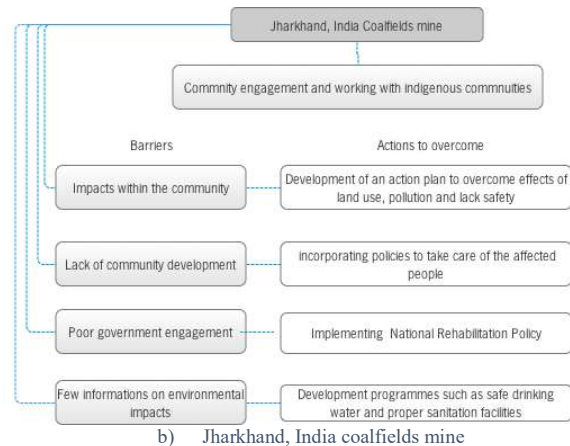 Jharkhand, India Coalfields mine
Commnity engagement and working with indigenous commnuities
Barriers
Actions to overcome
Impacts within the community
Development of an action plan to overcome effects of
land use, pollution and lack safety
Lack of community development
incorporating policies to take care of the affected
people
Poor government engagement
Implementing National Rehabilitation Policy
Few informations on environmental
impacts
Development programmes such as safe drinking
water and proper sanitation facilities
b) Jharkhand, India coalfields mine